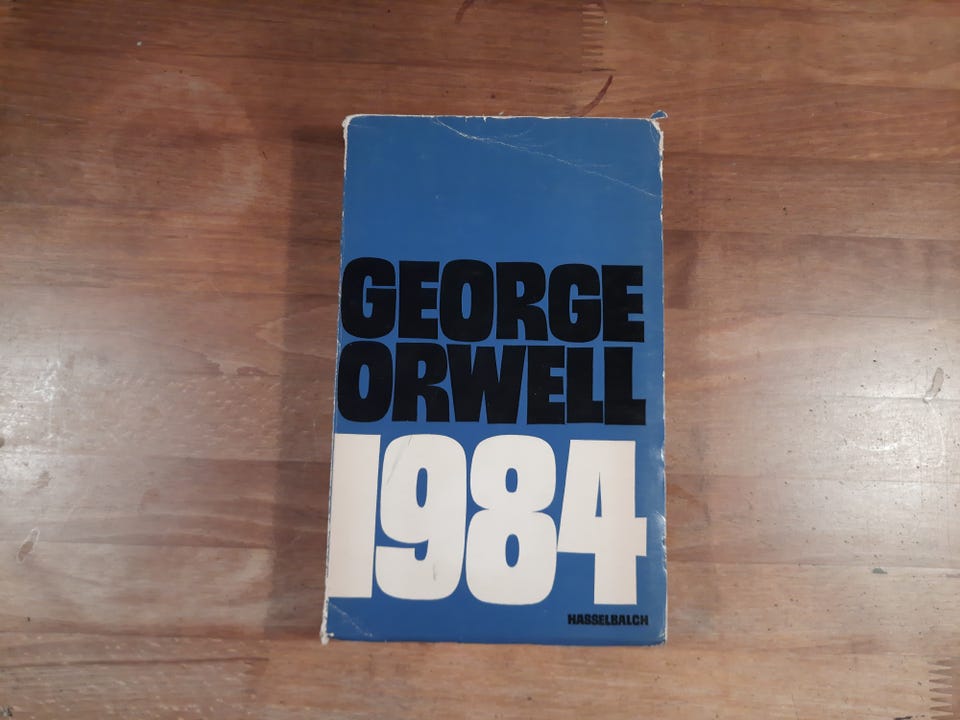 GEORGE
ORWELL
1984
HASSELBALCH